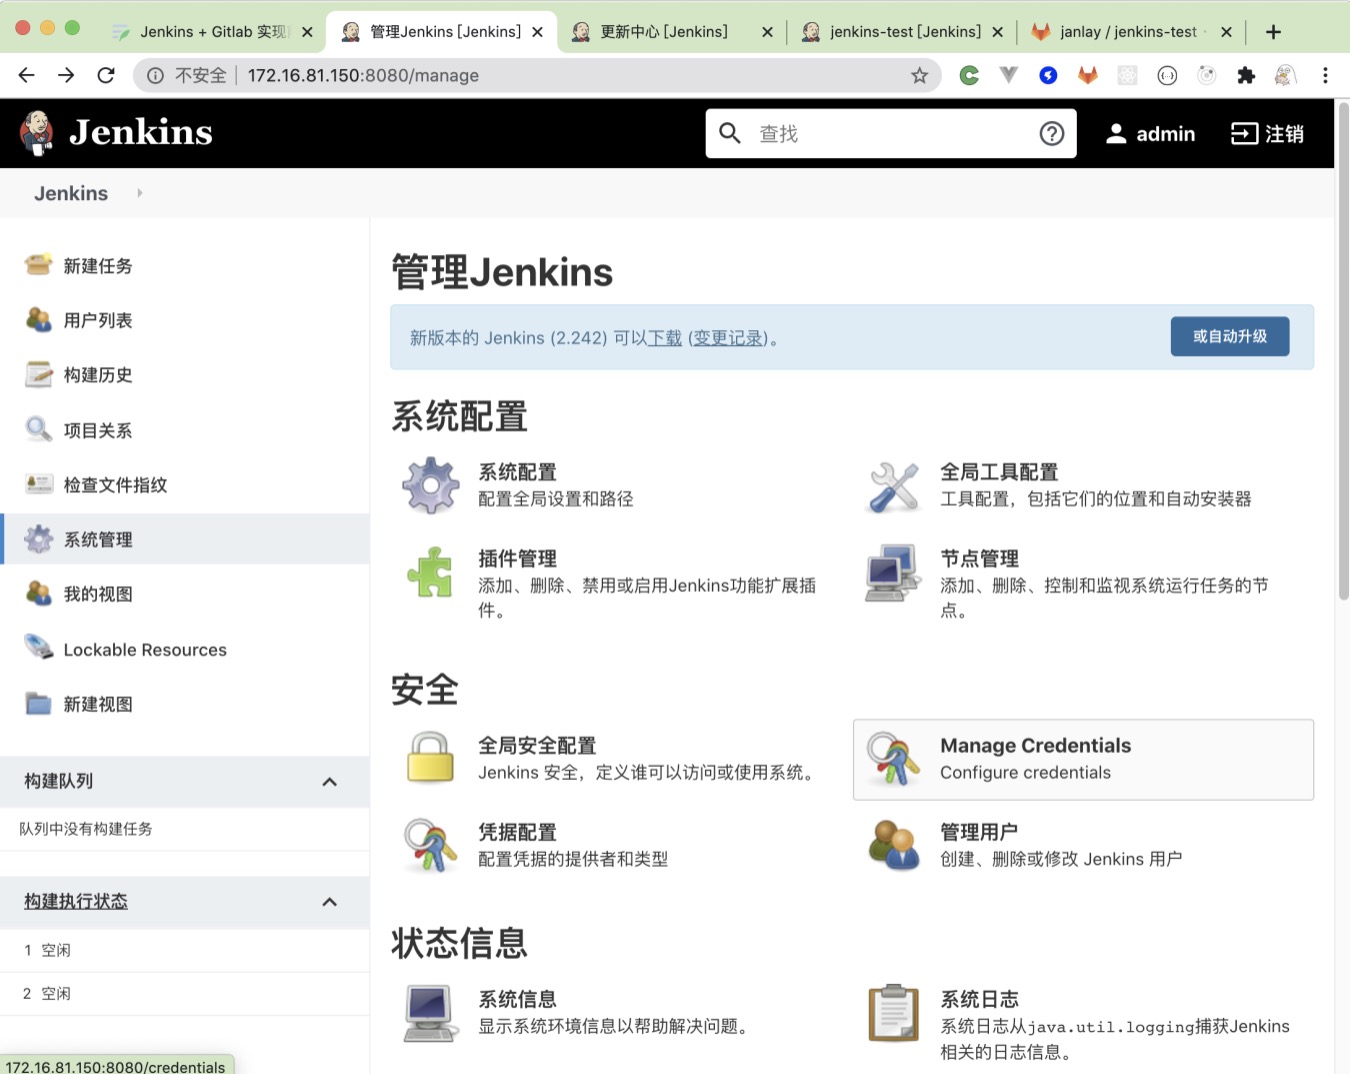 Jenkins + Gitlab 实现
管理Jenkins [Jenkins]
更新中心 [Jenkins]
jenkins-test [Jenkins]
janlay / jenkins-test
不安全
172.16.81.150:8080/manage
Jenkins
查找
admin
注销
Jenkins
新建任务
用户列表
构建历史
项目关系
检查文件指纹
系统管理
我的视图
Lockable Resources
新建视图
构建队列
队列中没有构建任务
构建执行状态
1 空闲
2 空闲
管理Jenkins
新版本的 Jenkins (2.242) 可以下载 (变更记录)。
或自动升级
系统配置
系统配置
配置全局设置和路径
全局工具配置
工具配置，包括它们的位置和自动安装器
插件管理
添加、删除、禁用或启用Jenkins功能扩展插
件。
节点管理
添加、删除、控制和监视系统运行任务的节
点。
安全
全局安全配置
Jenkins 安全，定义谁可以访问或使用系统。
Manage Credentials
Configure credentials
凭据配置
配置凭据的提供者和类型
管理用户
创建、删除或修改 Jenkins 用户
状态信息
系统信息
显示系统环境信息以帮助解决问题。
系统日志
系统日志从java.util.logging捕获Jenkins
相关的日志信息。
172.16.81.150:8080/credentials